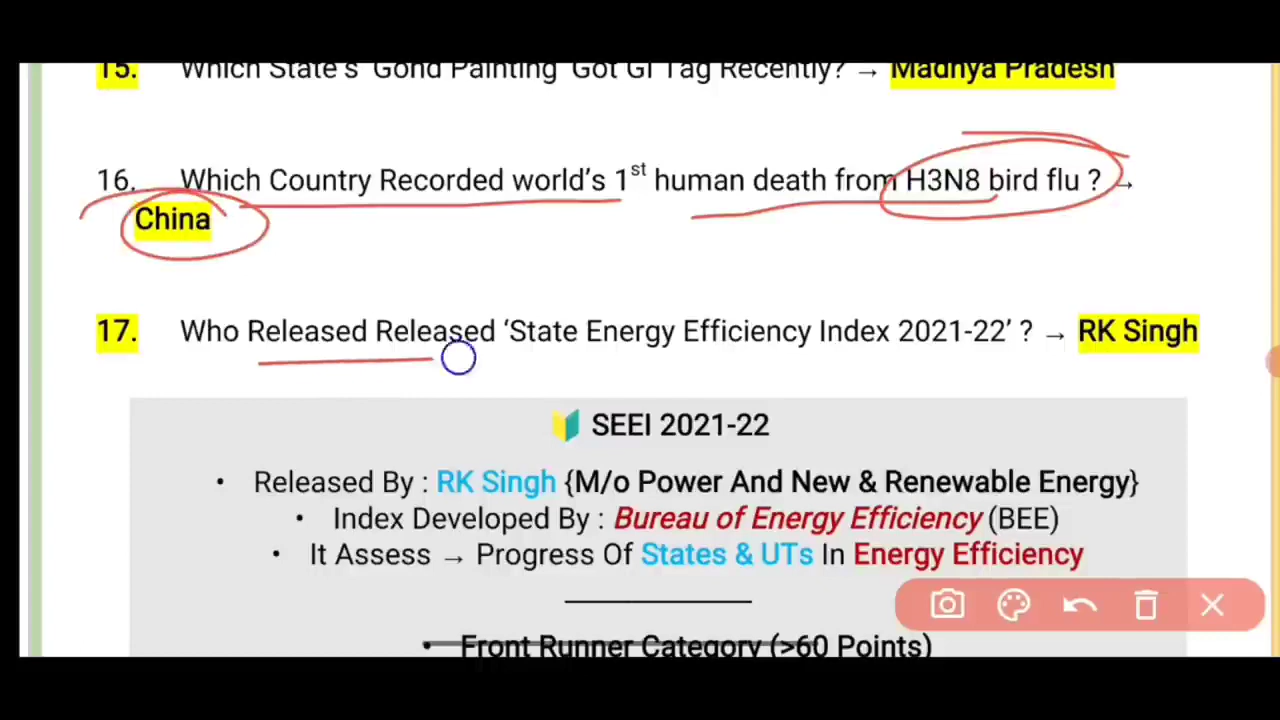 15. Which State's 'Gond Painting' Got GI Tag Recently? → Madhya Pradesh
16. Which Country Recorded world's 1st human death from H3N8 bird flu ? →
China
17. Who Released Released ‘State Energy Efficiency Index 2021-22’ ? → RK Singh
SEEI 2021-22
• Released By : RK Singh {M/o Power And New & Renewable Energy}
• Index Developed By : Bureau of Energy Efficiency (BEE)
• It Assess → Progress Of States & UTs In Energy Efficiency
• Front Runner Category (>60 Points)